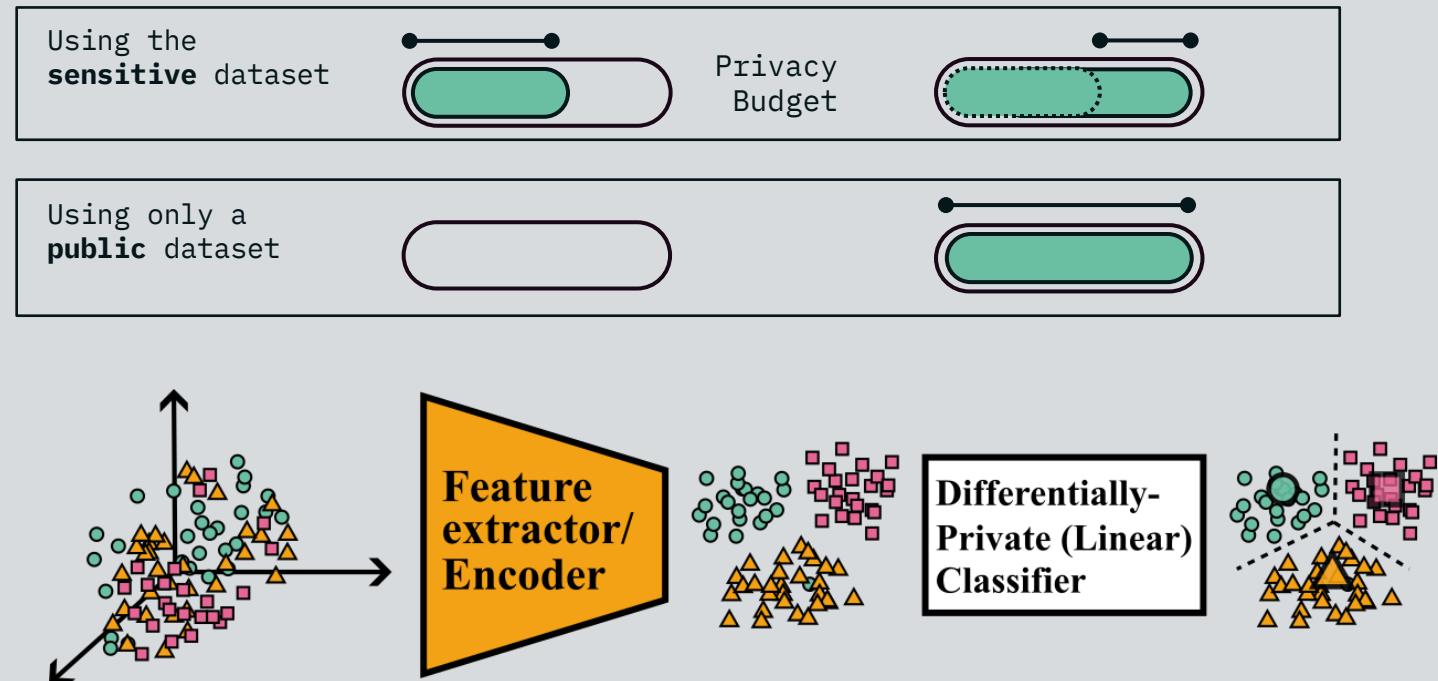 Using the
sensitive dataset
Privacy
Budget
Using only a
public dataset
Feature
extractor/
Encoder
Differentially-
Private (Linear)
Classifier